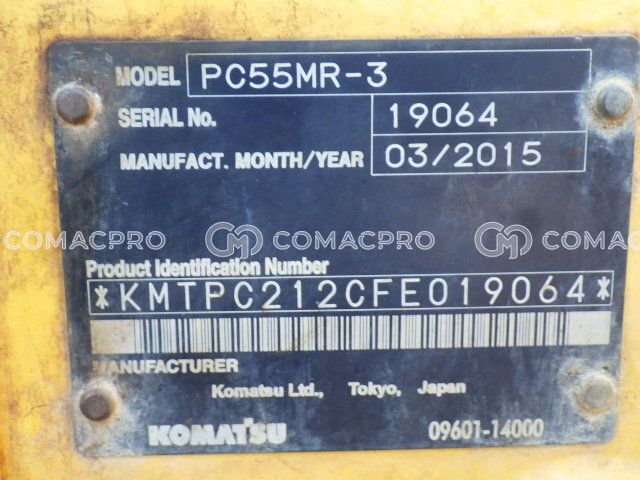 MODEL PC55MR-3
SERIAL No. 19064
MANUFACT. MONTH/YEAR 03/2015
COMACPRO COMACPRO COMACPRO
Product Identification Number
*KMTPC212CFE019064*
MANUFACTURER
Komatsu Ltd., Tokyo, Japan
KOMATSU 09601-14000